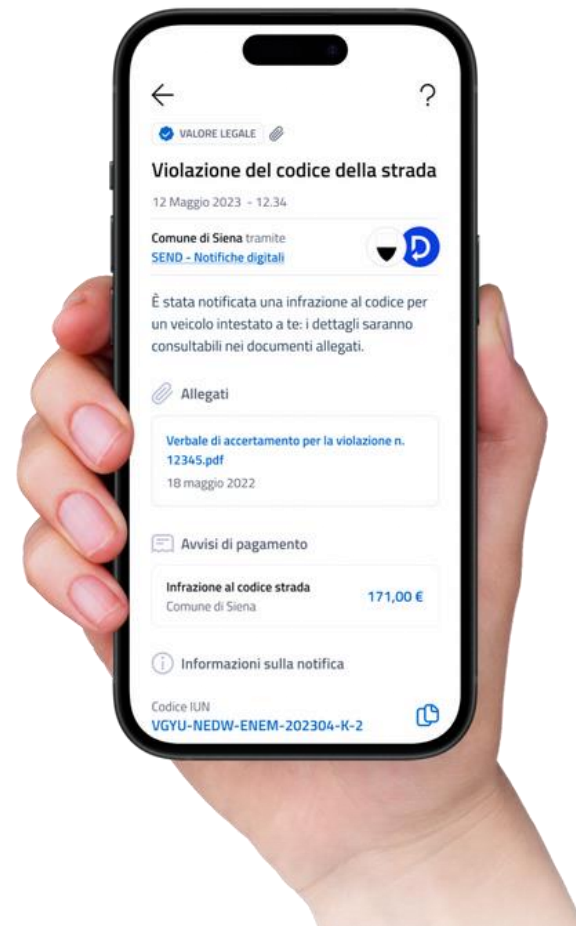 ?
VALORE LEGALE
Violazione del codice della strada
12 Maggio 2023 - 12.34
Comune di Siena tramite
SEND - Notifiche digitali
È stata notificata una infrazione al codice per
un veicolo intestato a te: i dettagli saranno
consultabili nei documenti allegati.
Allegati
Verbale di accertamento per la violazione n.
12345.pdf
18 maggio 2022
Avvisi di pagamento
Infrazione al codice strada
Comune di Siena
171,00 €
Informazioni sulla notifica
Codice IUN
VGYU-NEDW-ENEM-202304-K-2